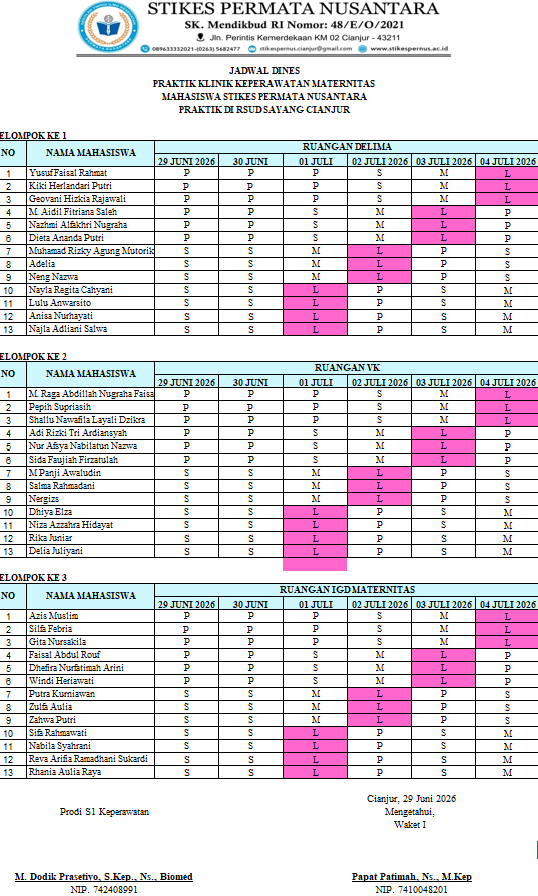 STIKES PERMATA NUSANTARA
SK. Mendikbud RI Nomor: 48/E/O/2021
Jln. Perintis Kemerdekaan KM 02 Cianjur - 43211
089633332021-(0263) 5682477 stikespernus.cianjur@gmail.com www.stikespernus.ac.id
JADWAL DINES
PRAKTIK KLINIK KEPERAWATAN MATERNITAS
MAHASISWA STIKES PERMATA NUSANTARA
PRAKTIK DI RSUD SAYANG CIANJUR
ELOMPOK KE 1
NO NAMA MAHASISWA RUANGAN DELIMA
29 JUNI 2026 30 JUNI 01 JULI 02 JULI 2026 03 JULI 2026 04 JULI 2026
1 Yusuf Faisal Rahmat P P P S M L
2 Kiki Herlandari Putri P P P S M L
3 Geovani Hizkia Rajawali P P P S M L
4 M. Aidil Fitriana Saleh P P S M L P
5 Nazhmi Alfakhri Nugraha P P S M L P
6 Dieta Ananda Putri P P S M L P
7 Muhamad Rizky Agung Mutorik S S M L P S
8 Adelia S S M L P S
9 Neng Nazwa S S M L P S
10 Nayla Regita Cahyani S S L P S M
11 Lulu Anwarsito S S L P S M
12 Anisa Nurhayati S S L P S M
13 Najla Adliani Salwa S S L P S M
ELOMPOK KE 2
NO NAMA MAHASISWA RUANGAN VK
29 JUNI 2026 30 JUNI 01 JULI 02 JULI 2026 03 JULI 2026 04 JULI 2026
1 M. Raga Abdillah Nugraha Faisa P P P S M L
2 Pepih Supriasih P P P S M L
3 Shallu Nawafila Layali Dzikra P P P S M L
4 Adi Rizki Tri Ardiansyah P P S M L P
5 Nur Afsya Nabilatun Nazwa P P S M L P
6 Sida Faujiah Firzatulah P P S M L P
7 M Panji Awaludin S S M L P S
8 Salma Rahmadani S S M L P S
9 Nergizs S S M L P S
10 Dhiya Elza S S L P S M
11 Niza Azzahra Hidayat S S L P S M
12 Rika Juniar S S L P S M
13 Delia Juliyani S S L P S M
ELOMPOK KE 3
NO NAMA MAHASISWA RUANGAN IGD MATERNITAS
29 JUNI 2026 30 JUNI 01 JULI 02 JULI 2026 03 JULI 2026 04 JULI 2026
1 Azis Muslim P P P S M L
2 Silfa Febria P P P S M L
3 Gita Nursakila P P P S M L
4 Faisal Abdul Rouf P P S M L P
5 Dhefira Nurfatimah Arini P P S M L P
6 Windi Heriawati P P S M L P
7 Putra Kurniawan S S M L P S
8 Zulfa Aulia S S M L P S
9 Zahwa Putri S S M L P S
10 Sifa Rahmawati S S L P S M
11 Nabila Syahrani S S L P S M
12 Reva Arifia Ramadhani Sukardi S S L P S M
13 Rhania Aulia Raya S S L P S M
Cianjur, 29 Juni 2026
Prodi S1 Keperawatan Mengetahui,
Waket I
M. Dodik Prasetivo, S.Kep., Ns., Biomed Papat Patimah, Ns., M.Kep
NIP. 742408991 NIP. 7410048201